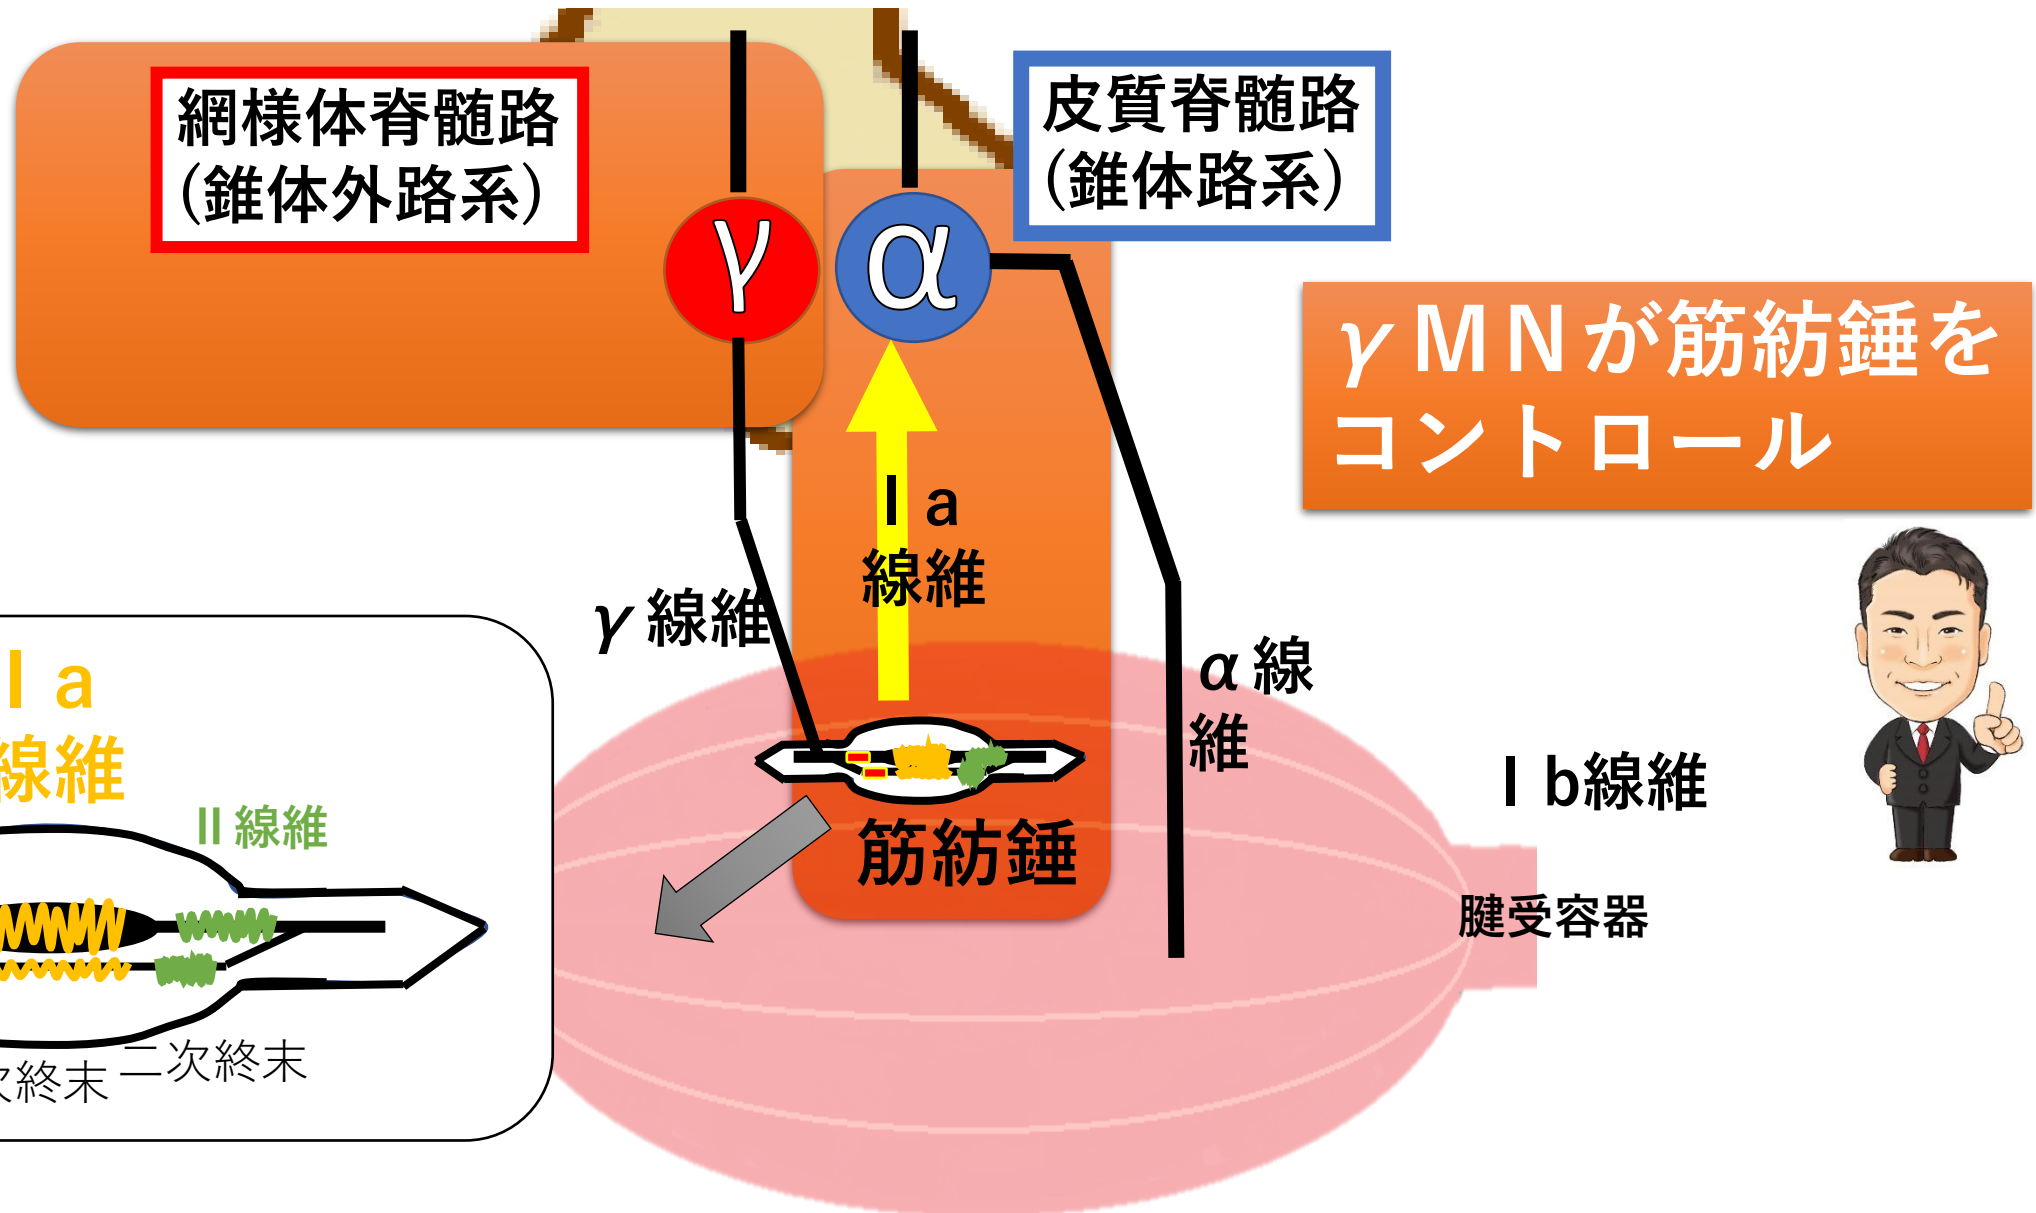 網様体脊髄路
(錐体外路系)
皮質脊髄路
(錐体路系)
γ
α
γMNが筋紡錘を
コントロール
Ⅰa
線維
γ線維
α線
維
筋紡錘
Ⅰb線維
腱受容器
Ⅰa
線維
Ⅱ線維
二次終末
次終末